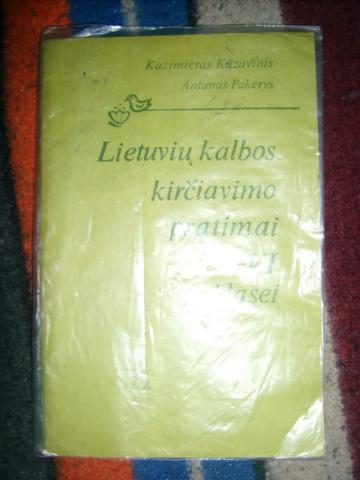 Kazimieras Kuzavinis
Antanas Pakerys
Lietuvių kalbos
kirčiavimo
pratimai
klasei